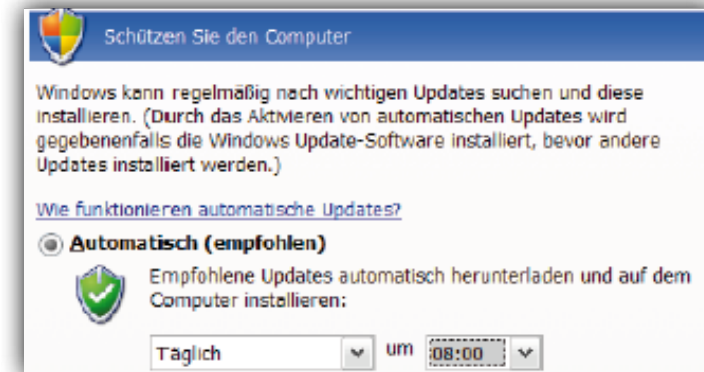 Schützen Sie den Computer
Windows kann regelmäßig nach wichtigen Updates suchen und diese
installieren. (Durch das Aktivieren von automatischen Updates wird
gegebenenfalls die Windows Update-Software installiert, bevor andere
Updates installiert werden.)
Wie funktionieren automatische Updates?
Automatisch (empfohlen)
Empfohlene Updates automatisch herunterladen und auf dem
Computer installieren:
Täglich um 08:00